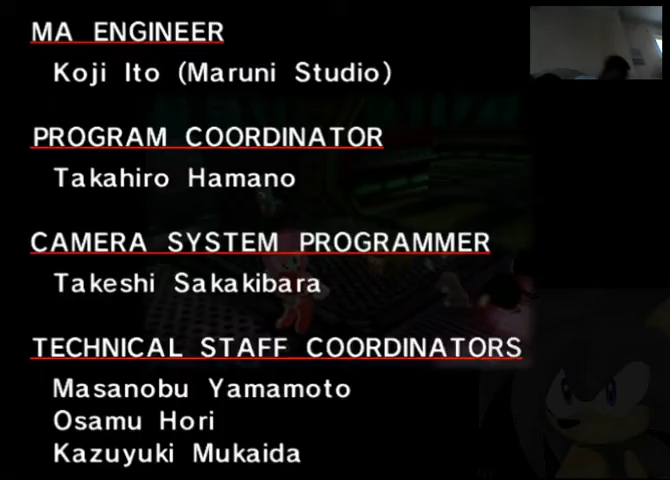 MA ENGINEER
Koji Ito (Maruni Studio)
PROGRAM COORDINATOR
Takahiro Hamano
CAMERA SYSTEM PROGRAMMER
Takeshi Sakakibara
TECHNICAL STAFF COORDINATORS
Masanobu Yamamoto
Osamu Hori
Kazuyuki Mukaida